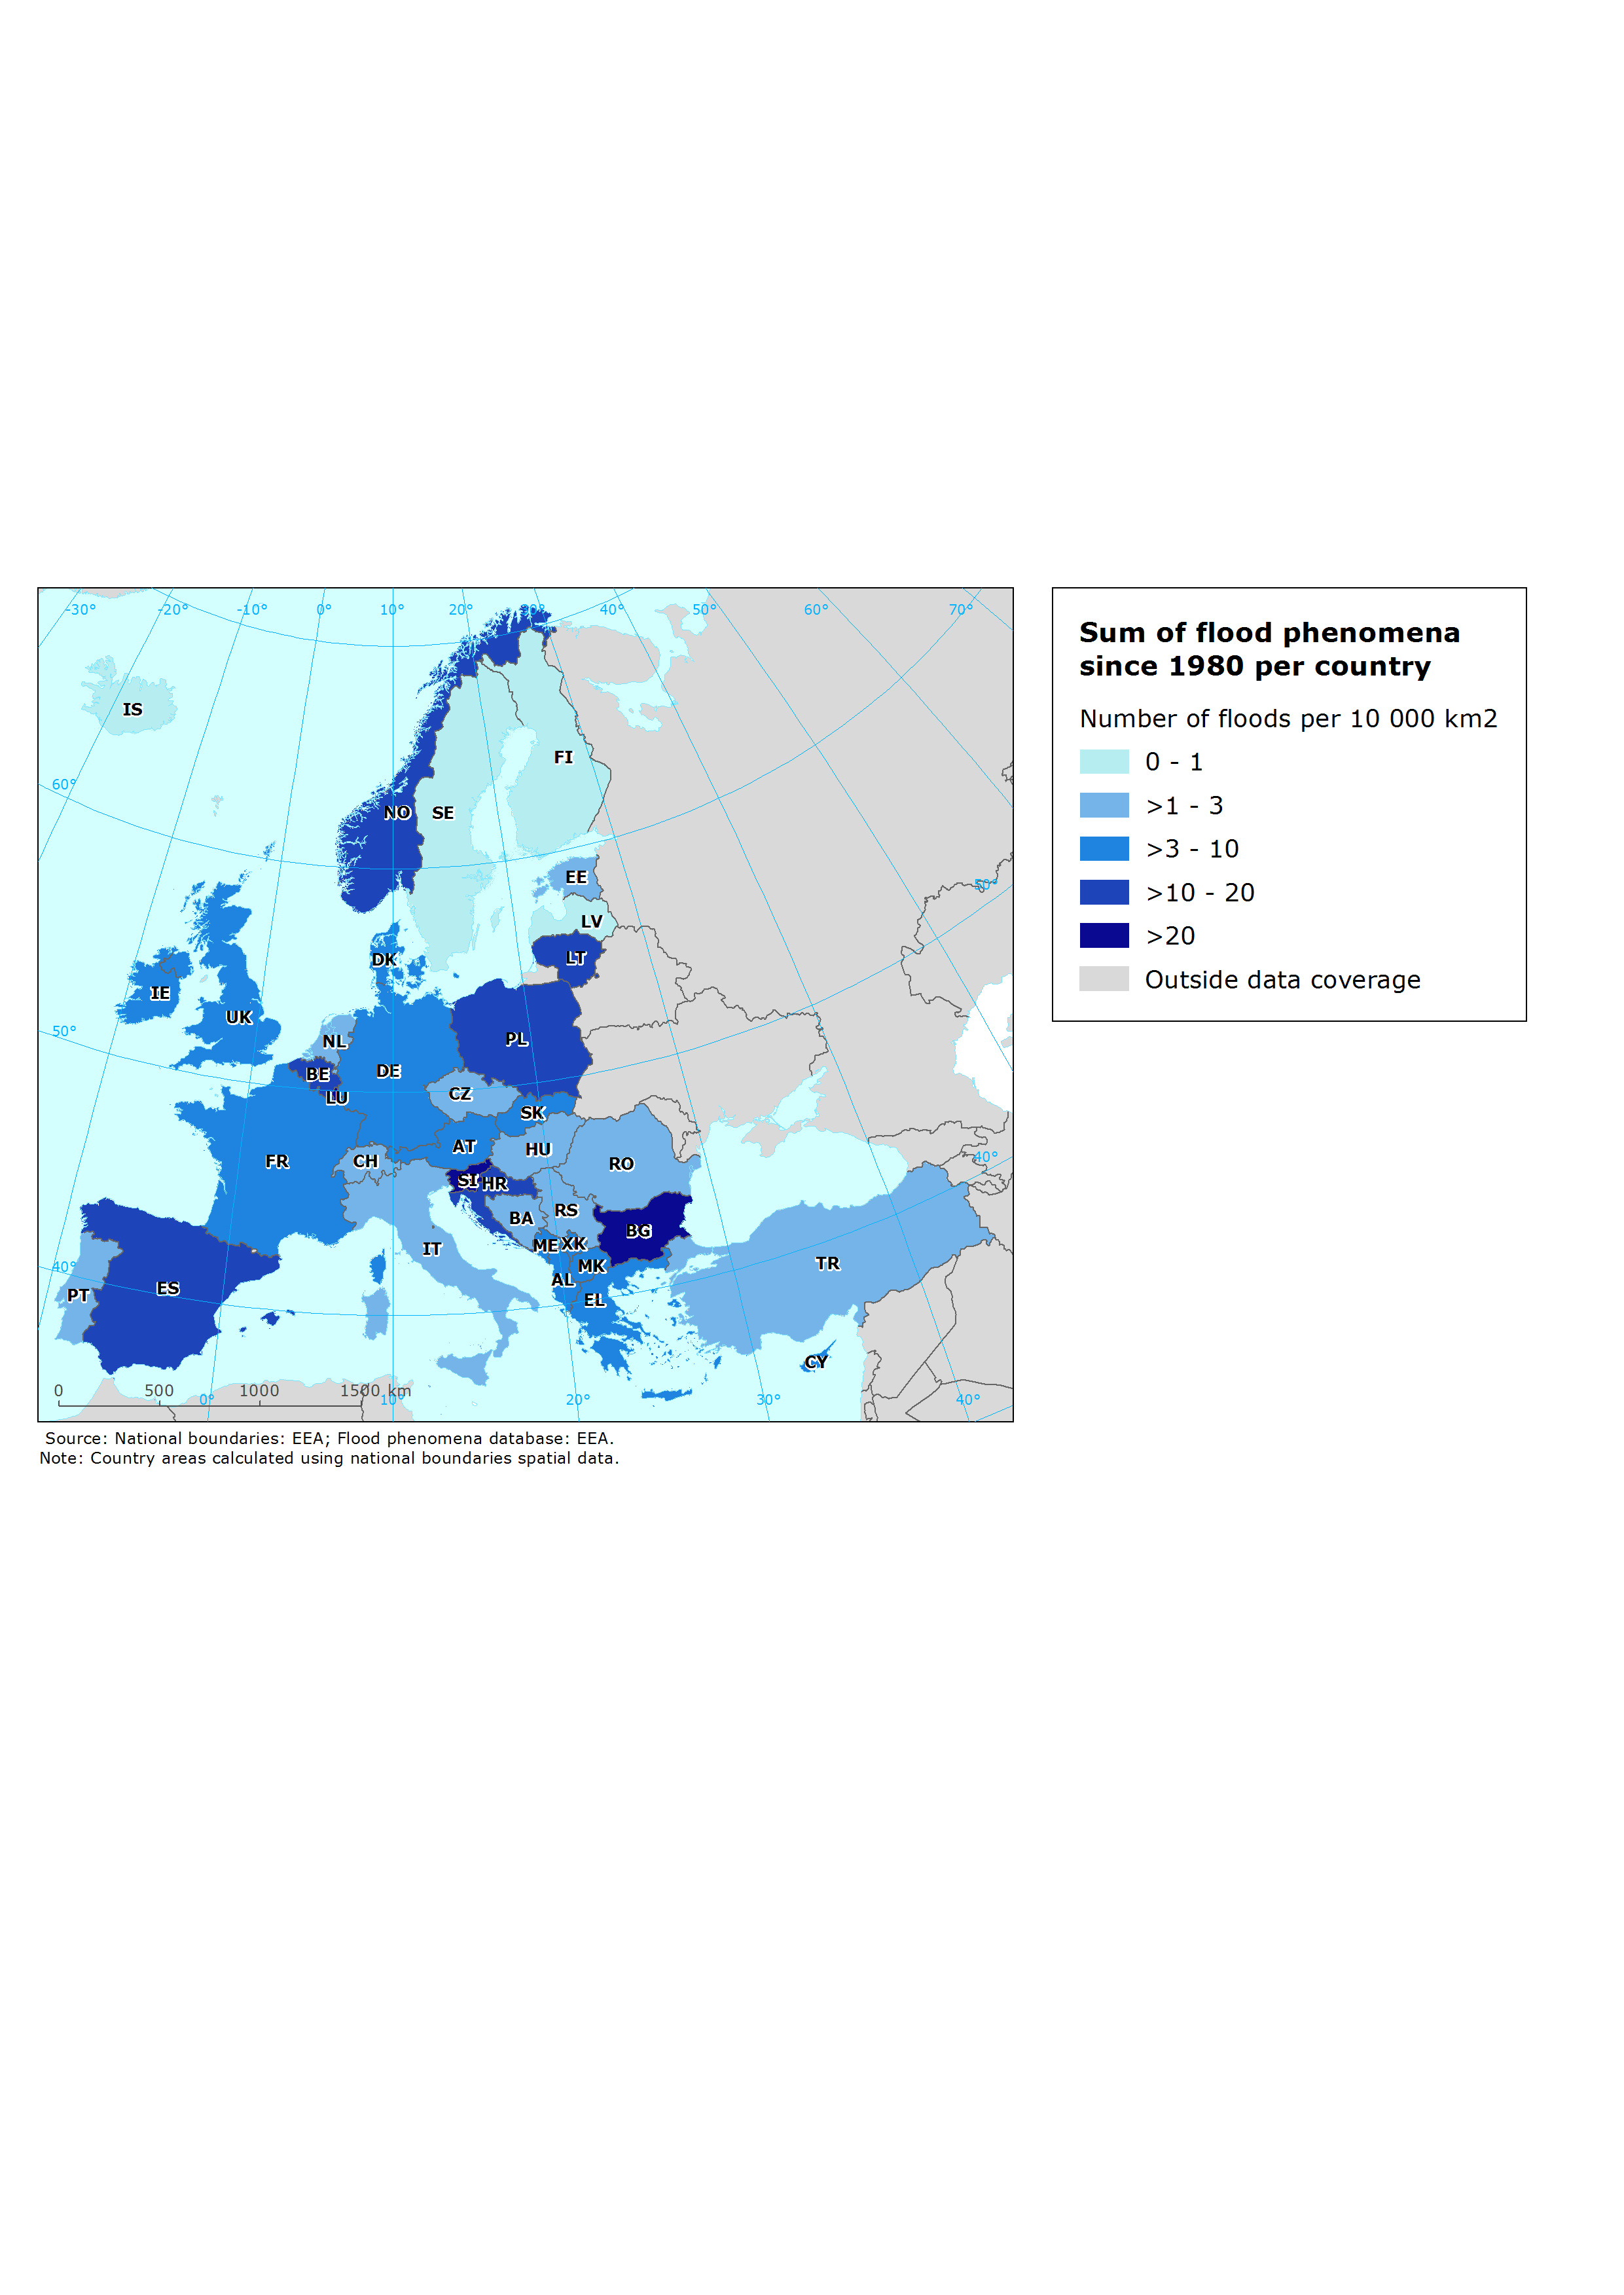 -30° -20° -10° 0° 10° 20° 30° 40° 50° 60° 70°
IS
FI
60°
NO SE
EE
50°
LV
LT
DK
IE
UK
50°
NL
PL
BE
DE
CZ
LU
SK
AT
HU
40°
FR
CH
RO
SI HR
RS
BA
BG
ME XK
IT
TR
40°
MK
AL
ES
PT
EL
CY
0 500 1000 1500 km
0° 10° 20° 30° 40°
Source: National boundaries: EEA; Flood phenomena database: EEA.
Note: Country areas calculated using national boundaries spatial data.
Sum of flood phenomena
since 1980 per country
Number of floods per 10 000 km2
0 - 1
>1 - 3
>3 - 10
>10 - 20
>20
Outside data coverage